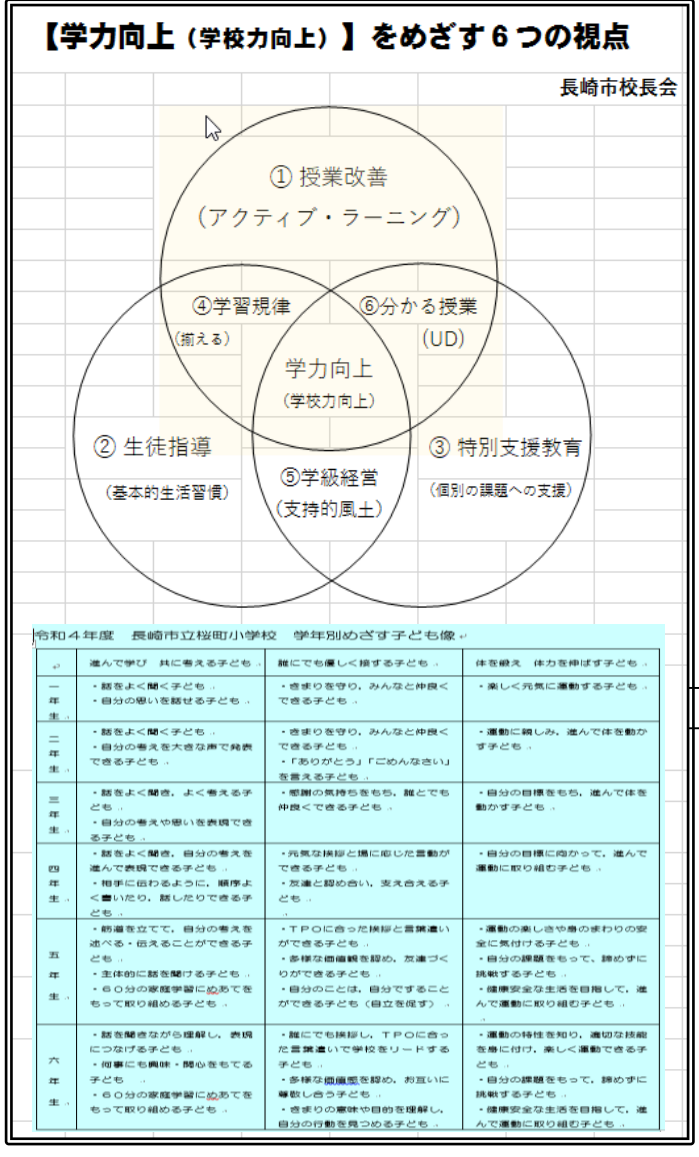 【学力向上（学校力向上）】をめざす６つの視点
長崎市校長会
① 授業改善
（アクティブ・ラーニング）
④学習規律
⑥分かる授業
（揃える）
（UD）
学力向上
（学校力向上）
② 生徒指導
③ 特別支援教育
⑤学級経営
（基本的生活習慣）
（個別の課題への支援）
（支持的風土）
令和４年度　長崎市立桜町小学校　学年別めざす子ども像
進んで学び　共に考える子ども
誰にでも優しく接する子ども
体を鍛え　体力を伸ばす子ども
一年生
・話をよく聞く子ども
・自分の思いを話せる子ども
・きまりを守り，みんなと仲良く
できる子ども
・楽しく元気に運動する子ども
二年生
・話をよく聞く子ども
・自分の考えを大きな声で発表
できる子ども
・きまりを守り，みんなと仲良く
できる子ども
・「ありがとう」「ごめんなさい」
を言える子ども
・運動に親しみ，進んで体を動か
す子ども
三年生
・話をよく聞き，よく考える子
ども
・自分の考えや思いを表現でき
る子ども
・感謝の気持ちをもち，誰とでも
仲良くできる子ども
・自分の目標をもち，進んで体を
動かす子ども
四年生
・話をよく聞き，自分の考えを
進んで表現できる子ども
・相手に伝わるように，順序よ
く書いたり，話したりできる子
ども
・元気な挨拶と場に応じた言動が
できる子ども
・友達と認め合い，支え合える子
ども
・自分の目標に向かって，進んで
運動に取り組む子ども
五年生
・筋道を立てて，自分の考えを
述べる・伝えることができる子
ども
・主体的に話を聞ける子ども
・６０分の家庭学習にめあてを
もって取り組める子ども
・ＴＰＯに合った挨拶と言葉遣い
ができる子ども
・多様な価値観を認め，友達づく
りができる子ども
・自分のことは，自分ですること
ができる子ども（自立を促す）
・運動の楽しさや身のまわりの安
全に気付ける子ども
・自分の課題をもって，諦めずに
挑戦する子ども
・健康安全な生活を目指して，進
んで運動に取り組む子ども
六年生
・話を聞きながら理解し，表現
につなげる子ども
・何事にも興味・関心をもてる
子ども
・６０分の家庭学習にめあてを
もって取り組める子ども
・誰にでも挨拶し，ＴＰＯに合っ
た言葉遣いで学校をリードする
子ども
・多様な価値感を認め，お互いに
尊敬し合う子ども
・きまりの意味や目的を理解し，
自分の行動を見つめる子ども
・運動の特性を知り，適切な技能
を身に付け，楽しく運動できる子
ども
・自分の課題をもって，諦めずに
挑戦する子ども
・健康安全な生活を目指して，進
んで運動に取り組む子ども